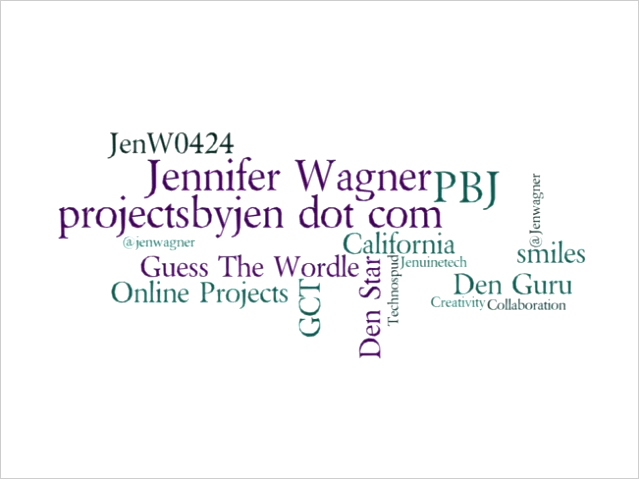 JenW0424
Jennifer Wagner
PBJ
projectsbyjen dot com
@Jenwagner
@jenwagner
California
smiles
Guess The Wordle
Jenuinetech
Online Projects
GCT
Den Star
Technospud
Den Guru
Creativity
Collaboration